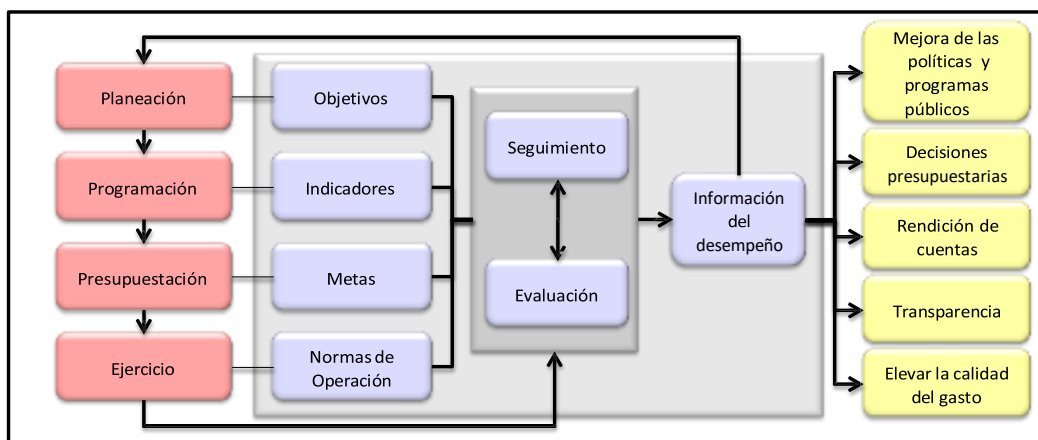 Planeación
Programación
Presupuestación
Ejercicio
Objetivos
Indicadores
Metas
Normas de
Operación
Seguimiento
Evaluación
Información
del
desempeño
Mejora de las
políticas y
programas
públicos
Decisiones
presupuestarias
Rendición de
cuentas
Transparencia
Elevar la calidad
del gasto